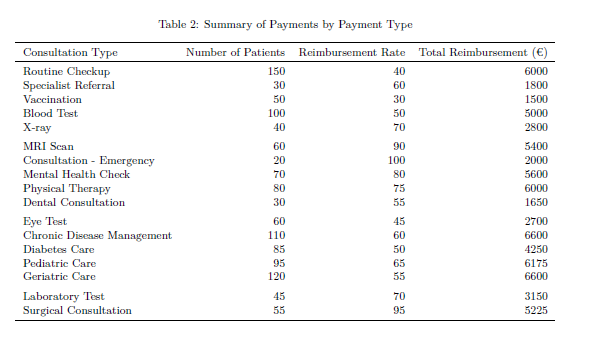 Table 2: Summary of Payments by Payment Type
Consultation Type Number of Patients Reimbursement Rate Total Reimbursement (€)
Routine Checkup 150 40 6000
Specialist Referral 30 60 1800
Vaccination 50 30 1500
Blood Test 100 50 5000
X-ray 40 70 2800
MRI Scan 60 90 5400
Consultation - Emergency 20 100 2000
Mental Health Check 70 80 5600
Physical Therapy 80 75 6000
Dental Consultation 30 55 1650
Eye Test 60 45 2700
Chronic Disease Management 110 60 6600
Diabetes Care 85 50 4250
Pediatric Care 95 65 6175
Geriatric Care 120 55 6600
Laboratory Test 45 70 3150
Surgical Consultation 55 95 5225